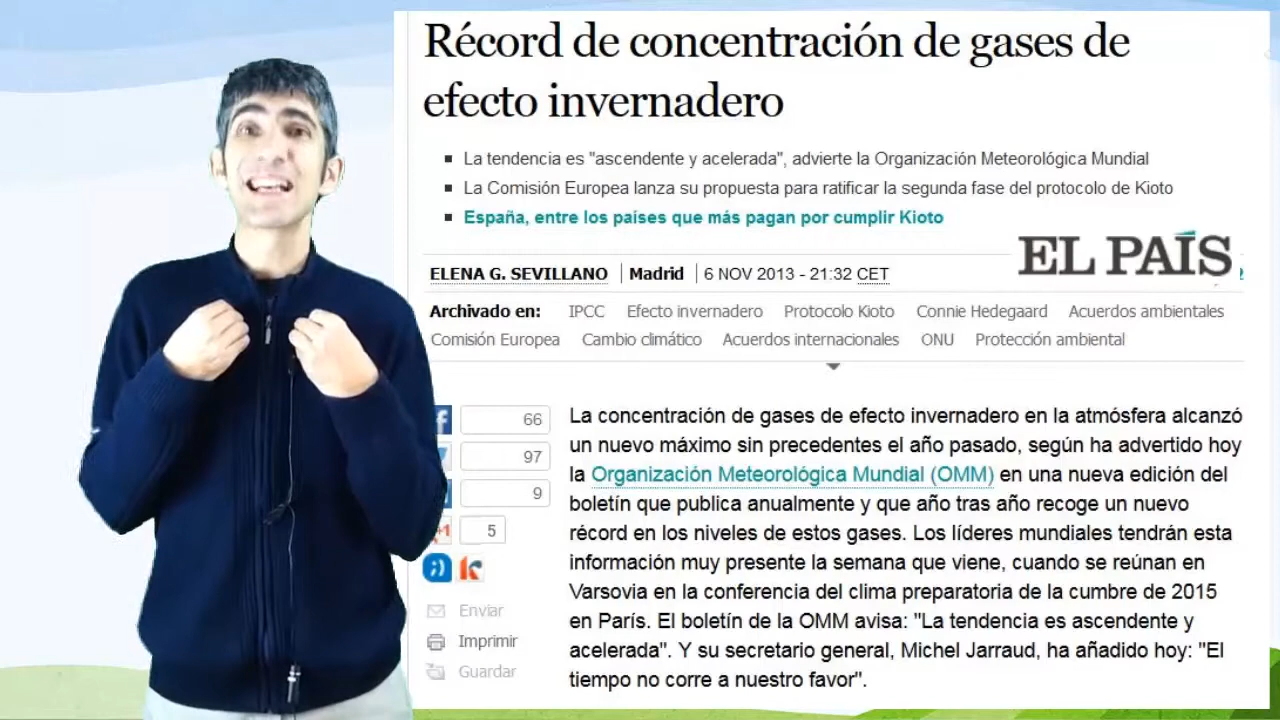 Récord de concentración de gases de
efecto invernadero
La tendencia es "ascendente y acelerada", advierte la Organización Meteorológica Mundial
La Comisión Europea lanza su propuesta para ratificar la segunda fase del protocolo de Kioto
España, entre los países que más pagan por cumplir Kioto
EL PAÍS
ELENA G. SEVILLANO | Madrid | 6 NOV 2013 - 21:32 CET
Archivado en: IPCC Efecto invernadero Protocolo Kioto Connie Hedegaard Acuerdos ambientales
Comisión Europea Cambio climático Acuerdos internacionales ONU Protección ambiental
66
97
9
+1 5
Enviar
Imprimir
Guardar
La concentración de gases de efecto invernadero en la atmósfera alcanzó
un nuevo máximo sin precedentes el año pasado, según ha advertido hoy
la Organización Meteorológica Mundial (OMM) en una nueva edición del
boletín que publica anualmente y que año tras año recoge un nuevo
récord en los niveles de estos gases. Los líderes mundiales tendrán esta
información muy presente la semana que viene, cuando se reúnan en
Varsovia en la conferencia del clima preparatoria de la cumbre de 2015
en París. El boletín de la OMM avisa: "La tendencia es ascendente y
acelerada". Y su secretario general, Michel Jarraud, ha añadido hoy: "El
tiempo no corre a nuestro favor".